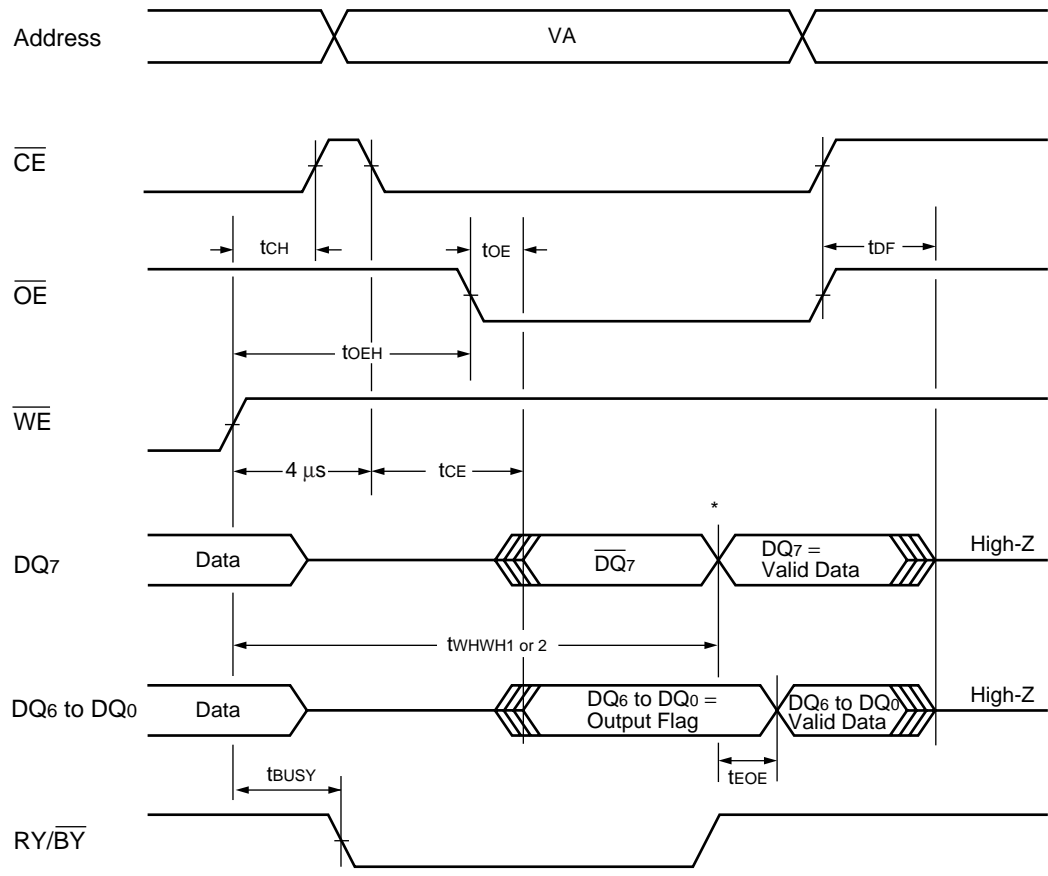 Address
VA
CE
tCH
tOE
tDF
OE
tOEH
WE
4 μs
tCE
*
DQ7
Data
DQ7
DQ7 =
Valid Data
High-Z
tWHWH1 or 2
DQ6 to DQ0
Data
DQ6 to DQ0 =
Output Flag
DQ6 to DQ0
Valid Data
High-Z
tBUSY
tEOE
RY/BY